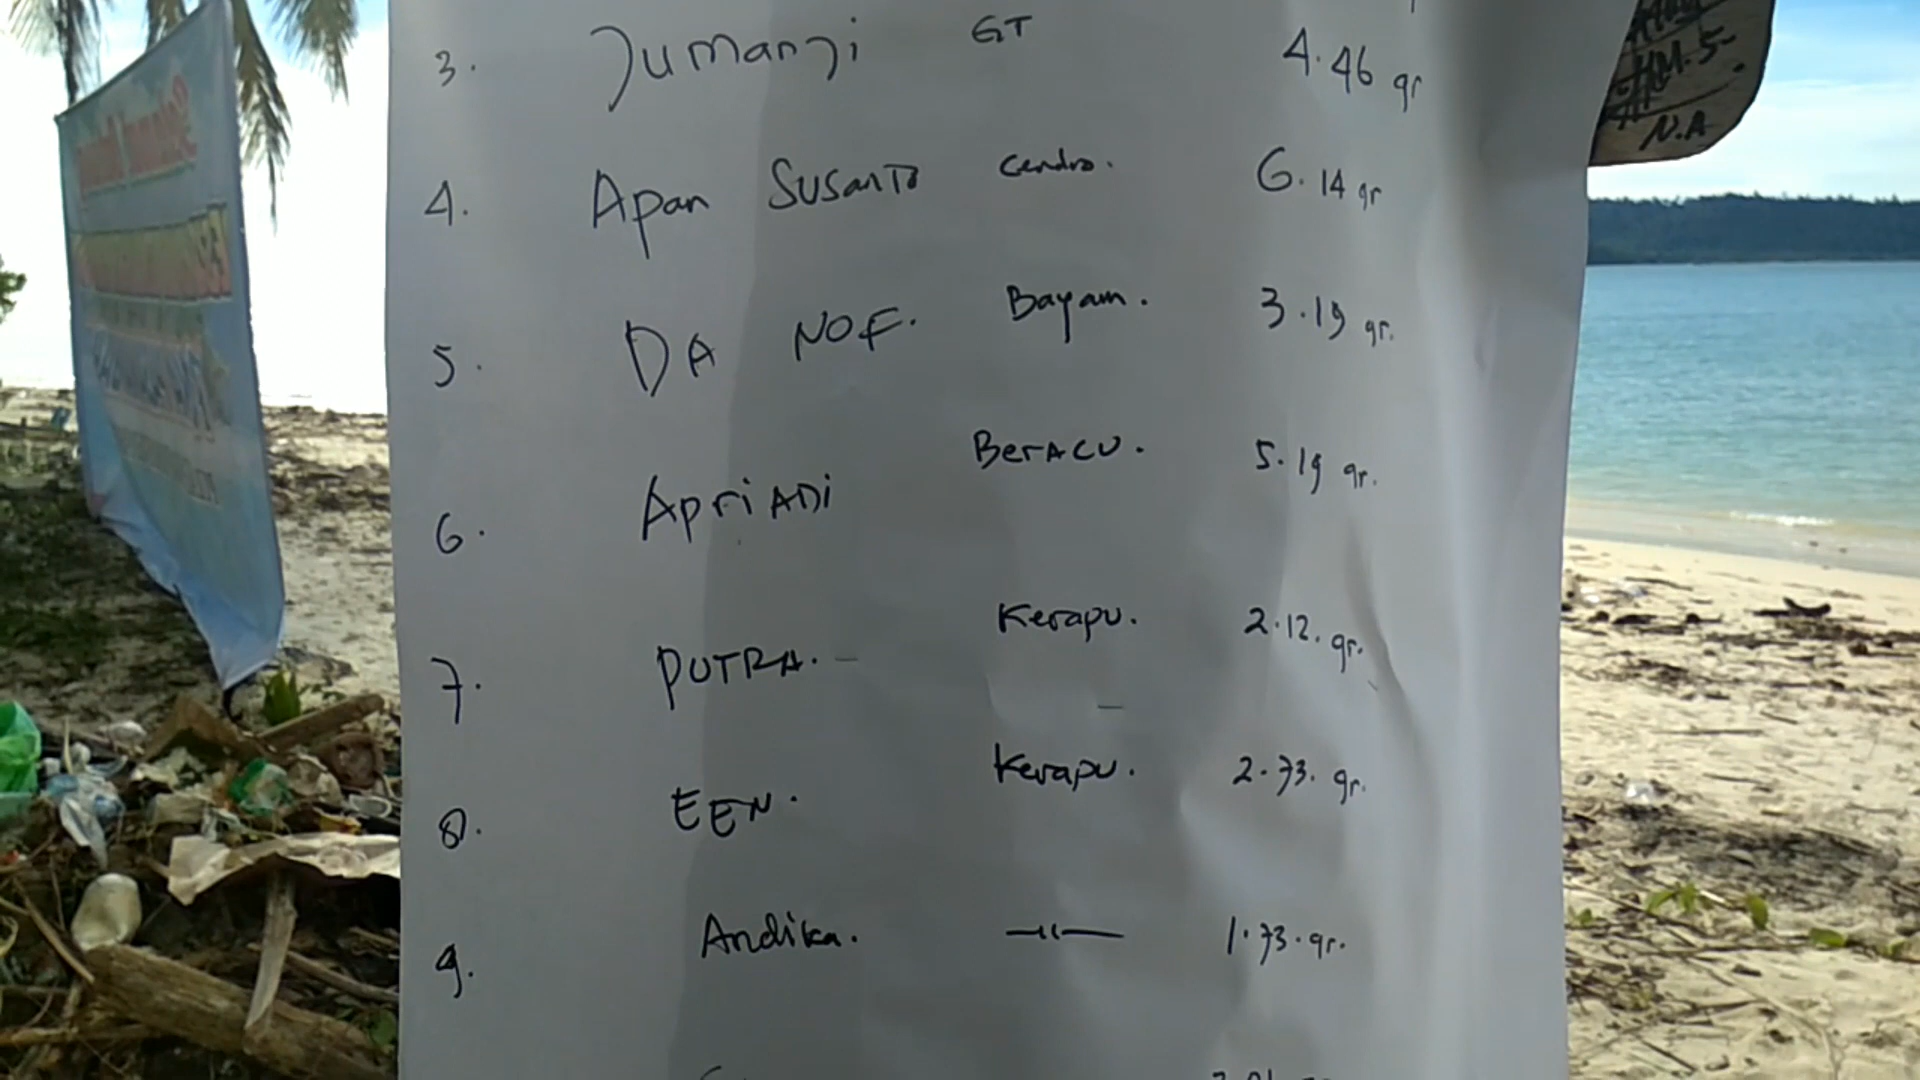 3. Jumanji GT 4.46 gr
4. Apan Susanto Cendro. 6.14 gr
5. DA NOF. Bayam. 3.19 gr.
6. Apriadi Beracu. 5.19 gr.
7. PUTRA. - Kerapu. 2.12. gr.
8. EEN. Kerapu. 2.73. gr.
9. Andika. —"— 1.73. gr.
N.A
Selamat Datang